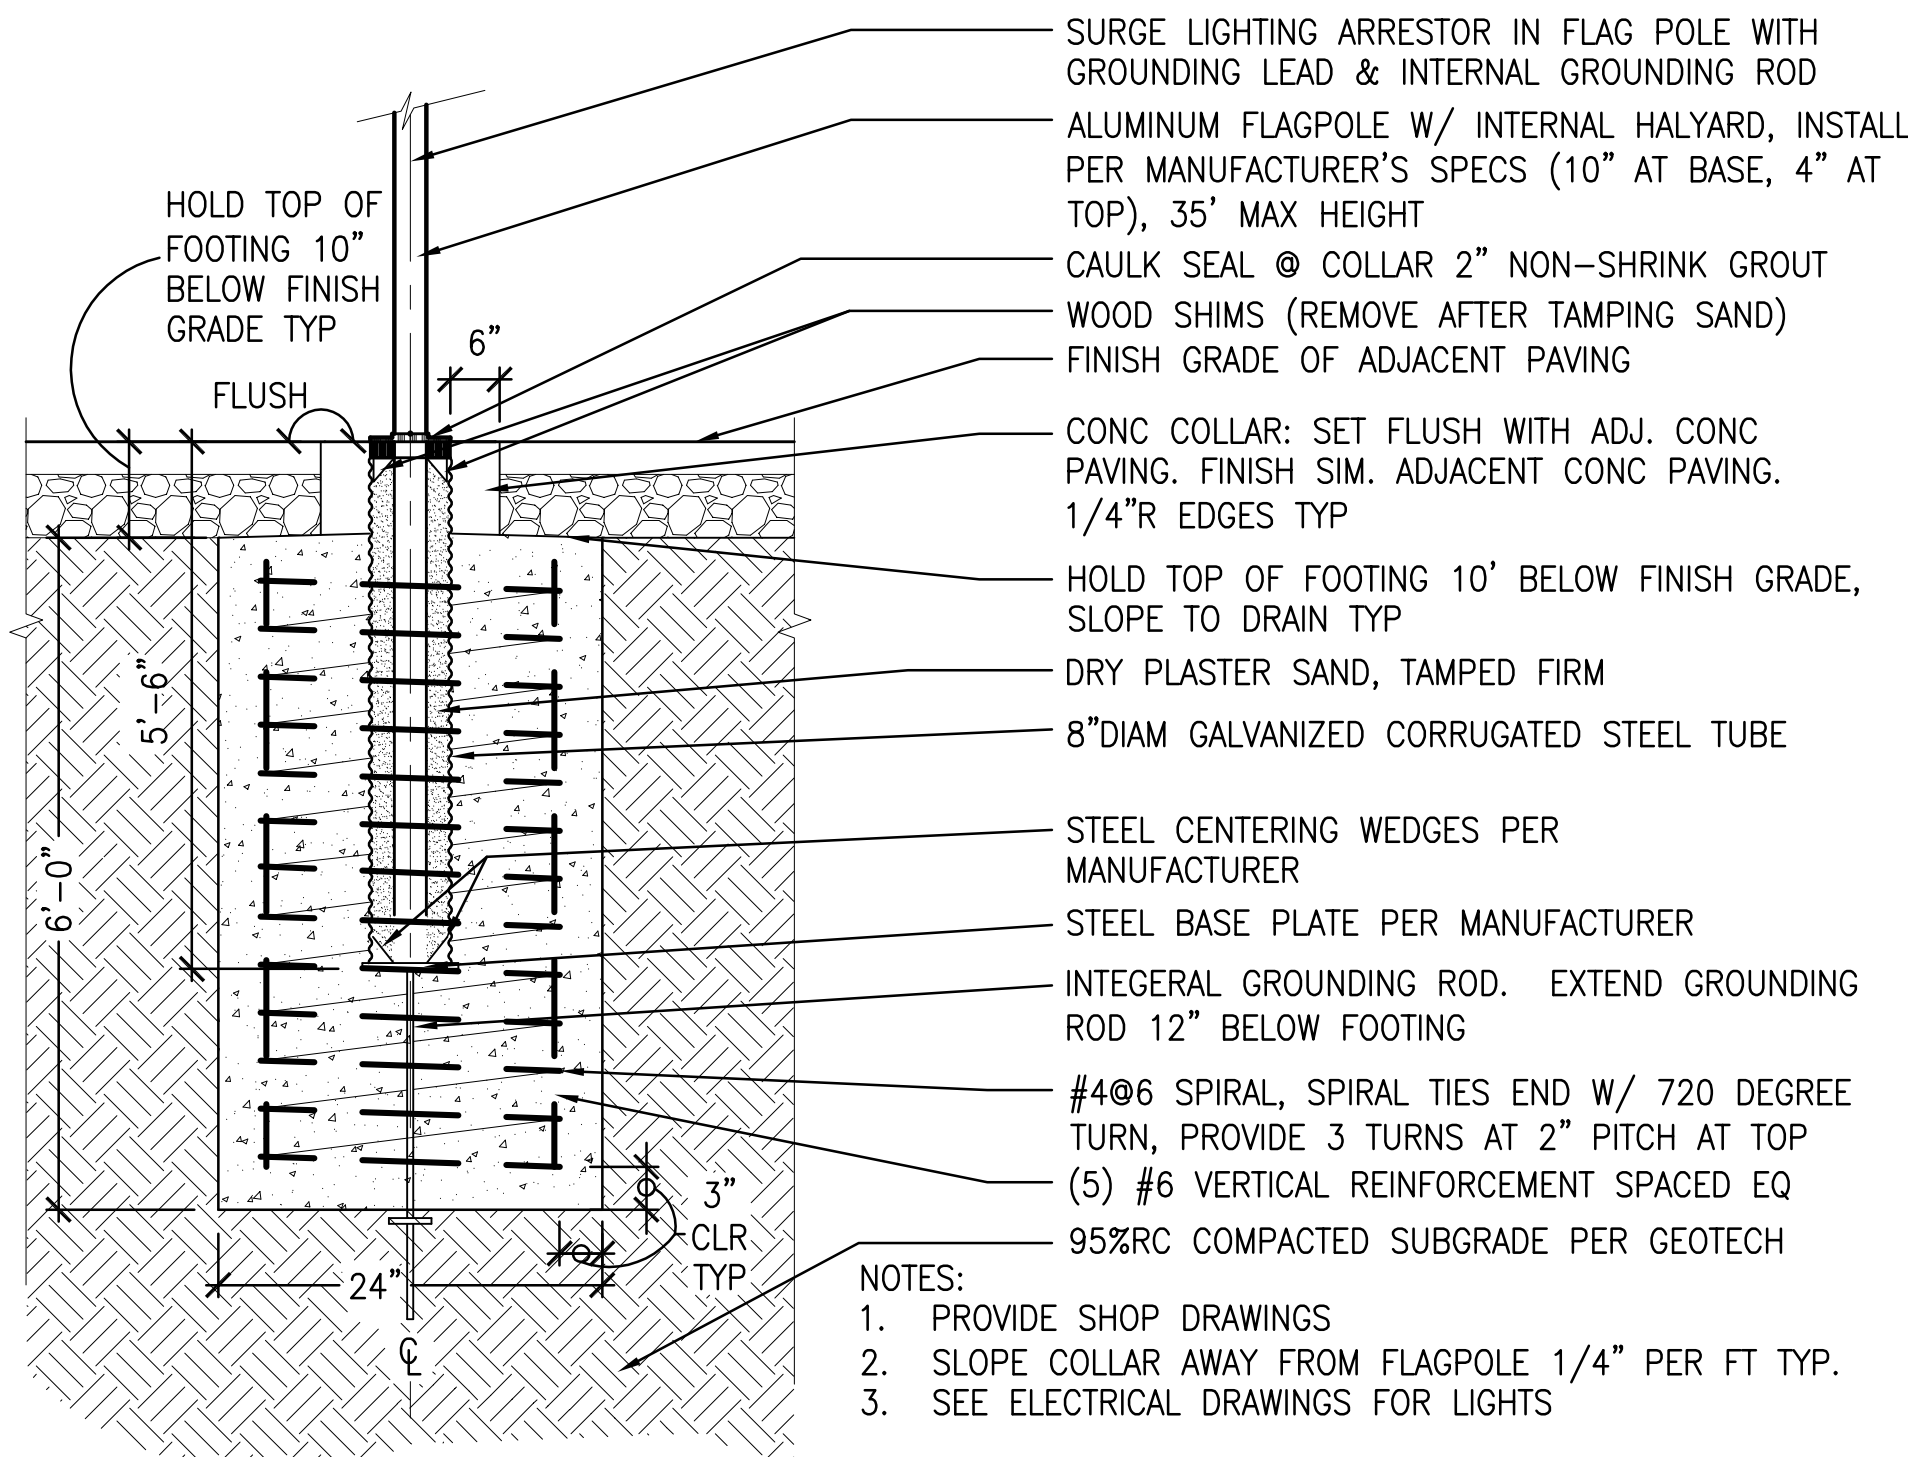 SURGE LIGHTING ARRESTOR IN FLAG POLE WITH
GROUNDING LEAD & INTERNAL GROUNDING ROD
ALUMINUM FLAGPOLE W/ INTERNAL HALYARD, INSTALL
PER MANUFACTURER'S SPECS (10" AT BASE, 4" AT
TOP), 35' MAX HEIGHT
HOLD TOP OF
FOOTING 10"
BELOW FINISH
GRADE TYP
CAULK SEAL @ COLLAR 2" NON-SHRINK GROUT
WOOD SHIMS (REMOVE AFTER TAMPING SAND)
6"
FINISH GRADE OF ADJACENT PAVING
FLUSH
CONC COLLAR: SET FLUSH WITH ADJ. CONC
PAVING. FINISH SIM. ADJACENT CONC PAVING.
1/4"R EDGES TYP
HOLD TOP OF FOOTING 10' BELOW FINISH GRADE,
SLOPE TO DRAIN TYP
DRY PLASTER SAND, TAMPED FIRM
5'-6"
8"DIAM GALVANIZED CORRUGATED STEEL TUBE
STEEL CENTERING WEDGES PER
MANUFACTURER
6'-0"
STEEL BASE PLATE PER MANUFACTURER
INTEGERAL GROUNDING ROD. EXTEND GROUNDING
ROD 12" BELOW FOOTING
#4@6 SPIRAL, SPIRAL TIES END W/ 720 DEGREE
TURN, PROVIDE 3 TURNS AT 2" PITCH AT TOP
(5) #6 VERTICAL REINFORCEMENT SPACED EQ
3"
CLR
TYP
95%RC COMPACTED SUBGRADE PER GEOTECH
24"
℄
NOTES:
1. PROVIDE SHOP DRAWINGS
2. SLOPE COLLAR AWAY FROM FLAGPOLE 1/4" PER FT TYP.
3. SEE ELECTRICAL DRAWINGS FOR LIGHTS